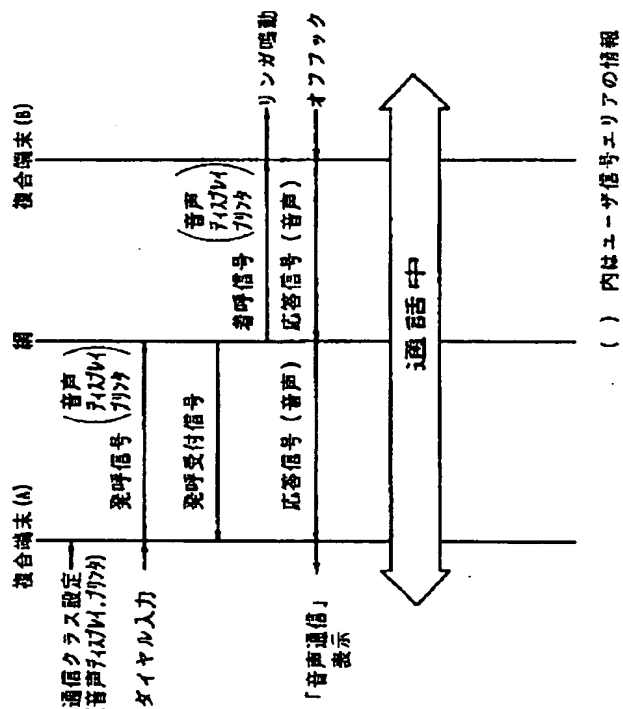 複合端末(A)
網
複合端末(B)
通信クラス設定
音声ディスプレイ,プリンタ)
ダイヤル入力
発呼信号
(音声
ディスプレイ
プリンタ)
発呼受付信号
着呼信号
(音声
ディスプレイ
プリンタ)
リンガ鳴動
応答信号(音声)
応答信号(音声)
オフフック
「音声通信」
表示
通話中
( ) 内はユーザ信号エリアの情報